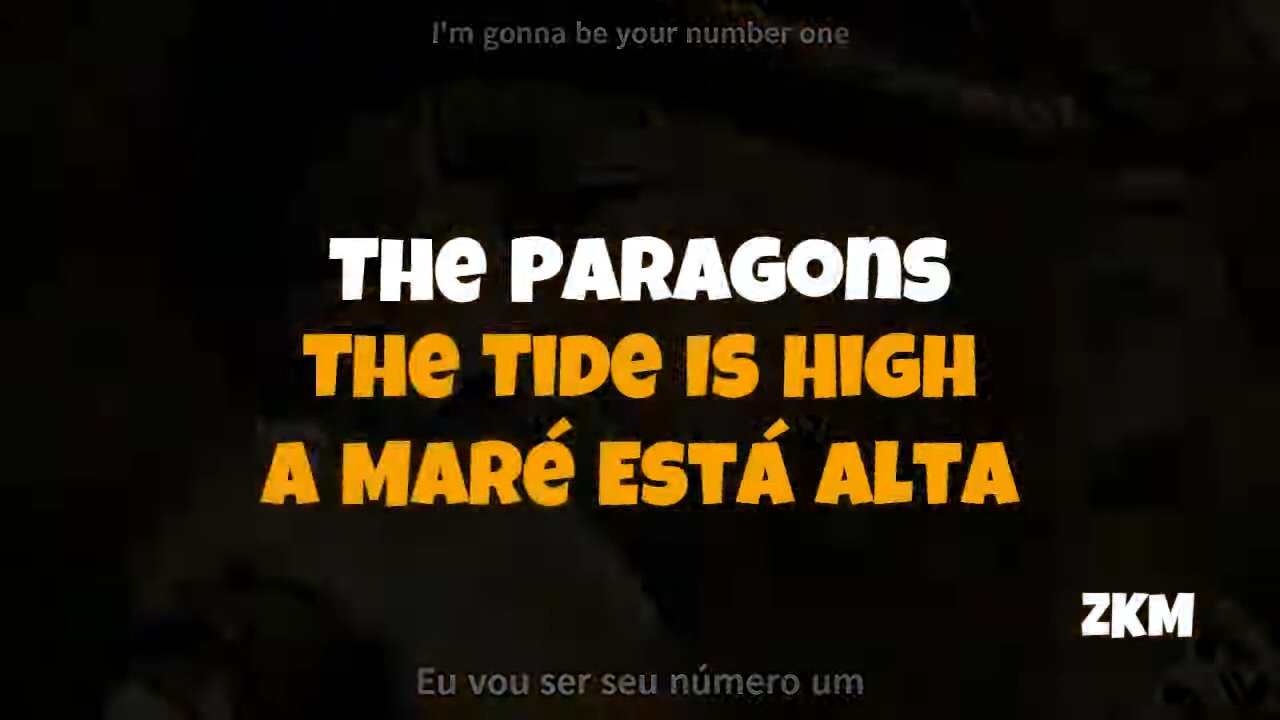 I'm gonna be your number one
THE PARAGONS
THE TIDE IS HIGH
A MARÉ ESTÁ ALTA
ZKM
Eu vou ser seu número um